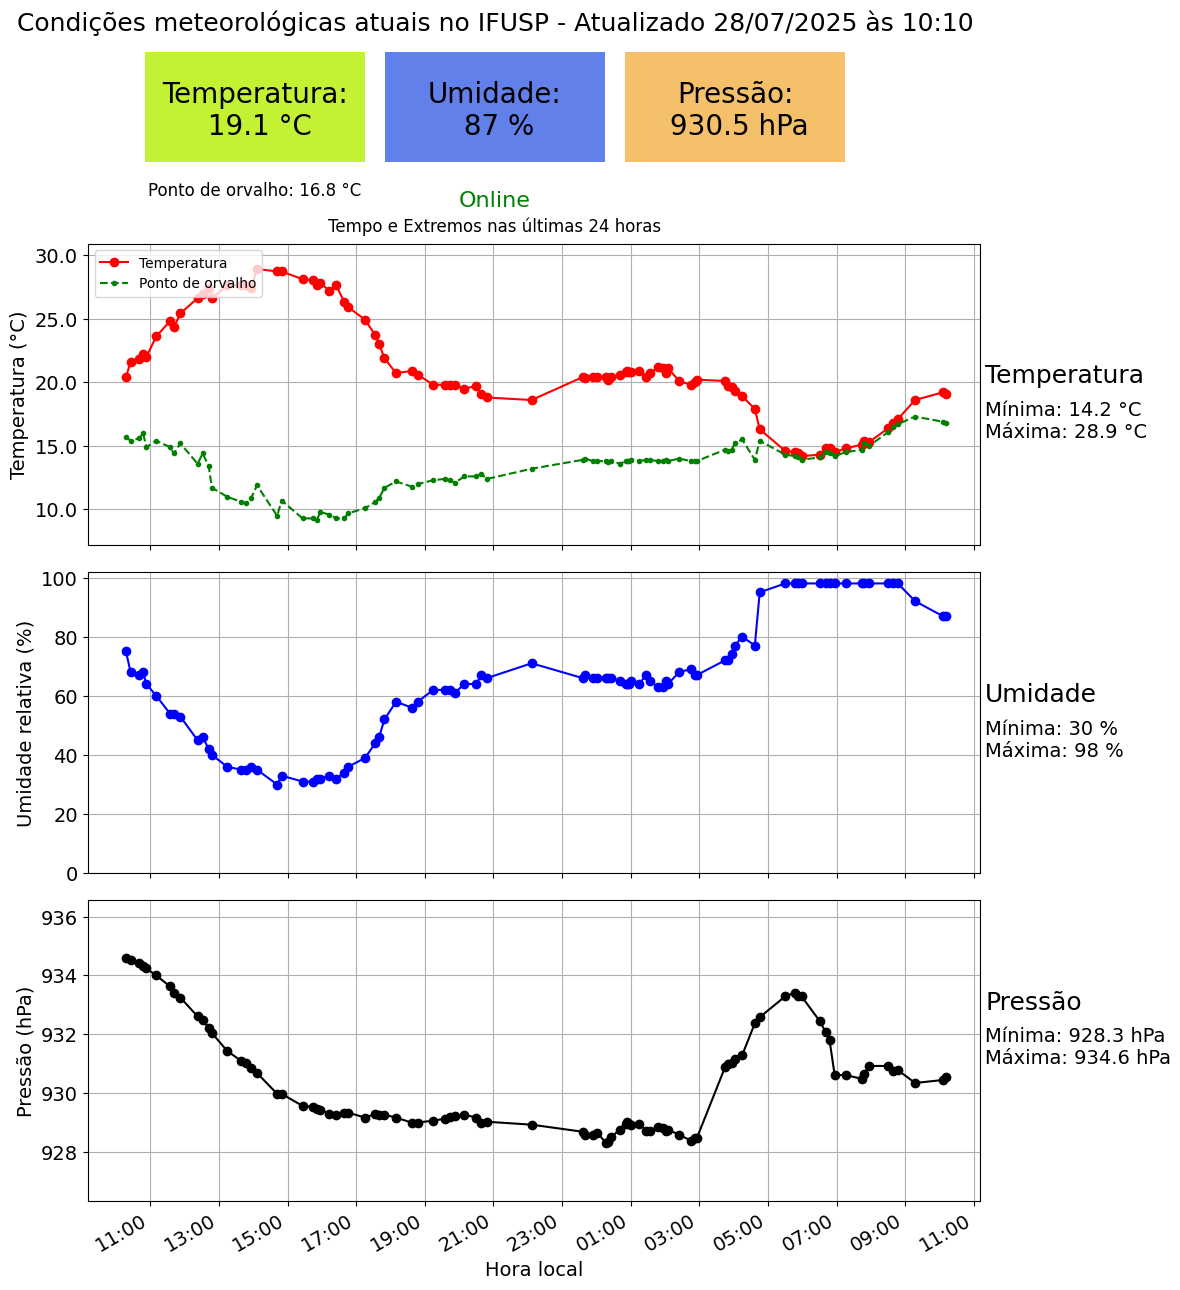 Condições meteorológicas atuais no IFUSP - Atualizado 28/07/2025 às 10:10
Temperatura:
19.1 °C
Umidade:
87 %
Pressão:
930.5 hPa
Ponto de orvalho: 16.8 °C
Online
Tempo e Extremos nas últimas 24 horas
Temperatura
Ponto de orvalho
Temperatura (°C)
30.0
25.0
20.0
15.0
10.0
Temperatura
Mínima: 14.2 °C
Máxima: 28.9 °C
Umidade relativa (%)
100
80
60
40
20
0
Umidade
Mínima: 30 %
Máxima: 98 %
Pressão (hPa)
936
934
932
930
928
Pressão
Mínima: 928.3 hPa
Máxima: 934.6 hPa
11:00
13:00
15:00
17:00
19:00
21:00
23:00
01:00
03:00
05:00
07:00
09:00
11:00
Hora local